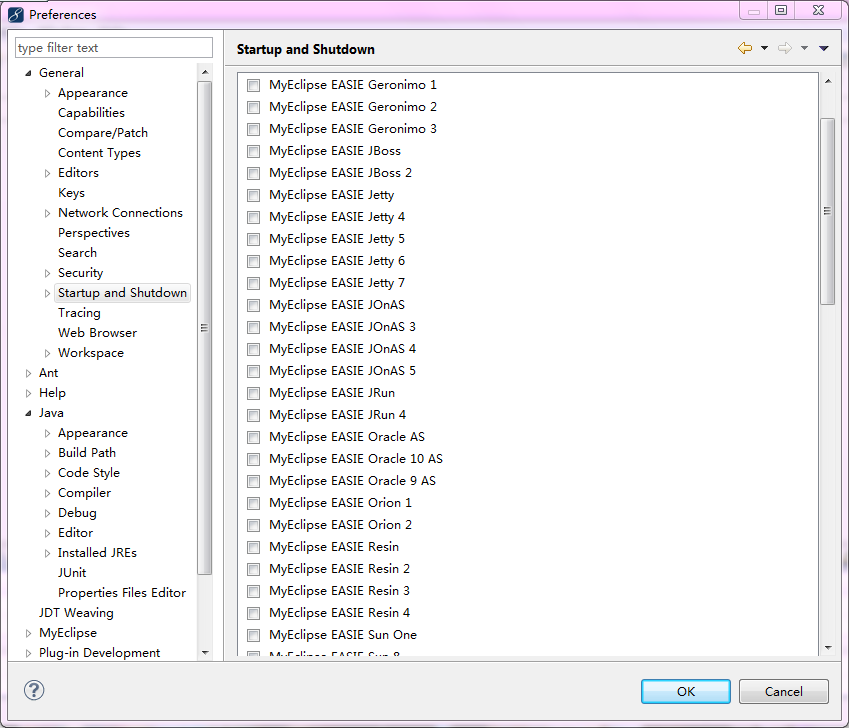 Preferences
type filter text
General
Appearance
Capabilities
Compare/Patch
Content Types
Editors
Keys
Network Connections
Perspectives
Search
Security
Startup and Shutdown
Tracing
Web Browser
Workspace
Ant
Help
Java
Appearance
Build Path
Code Style
Compiler
Debug
Editor
Installed JREs
JUnit
Properties Files Editor
JDT Weaving
MyEclipse
Plug-in Development
Startup and Shutdown
MyEclipse EASIE Geronimo 1
MyEclipse EASIE Geronimo 2
MyEclipse EASIE Geronimo 3
MyEclipse EASIE JBoss
MyEclipse EASIE JBoss 2
MyEclipse EASIE Jetty
MyEclipse EASIE Jetty 4
MyEclipse EASIE Jetty 5
MyEclipse EASIE Jetty 6
MyEclipse EASIE Jetty 7
MyEclipse EASIE JOnAS
MyEclipse EASIE JOnAS 3
MyEclipse EASIE JOnAS 4
MyEclipse EASIE JOnAS 5
MyEclipse EASIE JRun
MyEclipse EASIE JRun 4
MyEclipse EASIE Oracle AS
MyEclipse EASIE Oracle 10 AS
MyEclipse EASIE Oracle 9 AS
MyEclipse EASIE Orion 1
MyEclipse EASIE Orion 2
MyEclipse EASIE Resin
MyEclipse EASIE Resin 2
MyEclipse EASIE Resin 3
MyEclipse EASIE Resin 4
MyEclipse EASIE Sun One
MyEclipse EASIE Sun 8
?
OK
Cancel